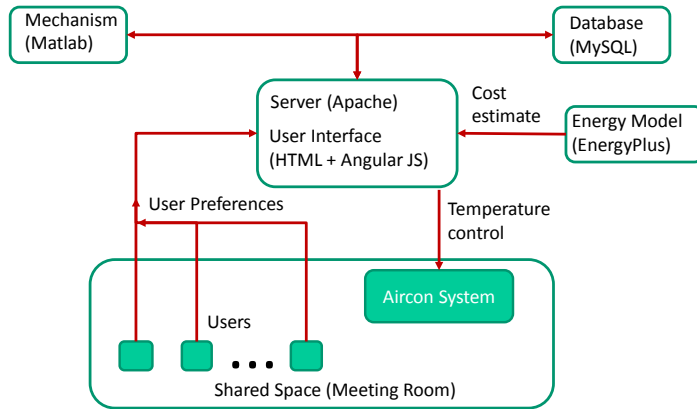 Mechanism
(Matlab)
Database
(MySQL)
Server (Apache)
User Interface
(HTML + Angular JS)
Cost
estimate
Energy Model
(EnergyPlus)
User Preferences
Temperature
control
Aircon System
Users
Shared Space (Meeting Room)